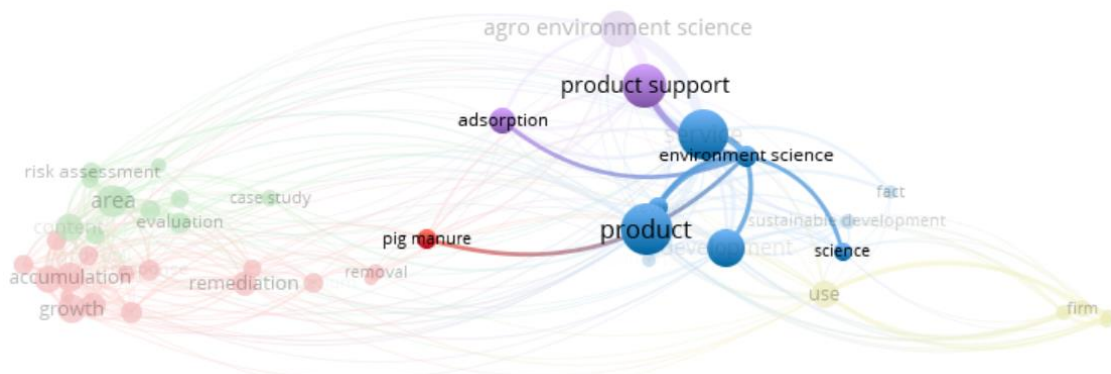 agro environment science
product support
adsorption
service
environment science
risk assessment
fact
area
case study
content
evaluation
sustainable development
product
pig manure
development
science
accumulation
removal
remediation
use
growth
firm